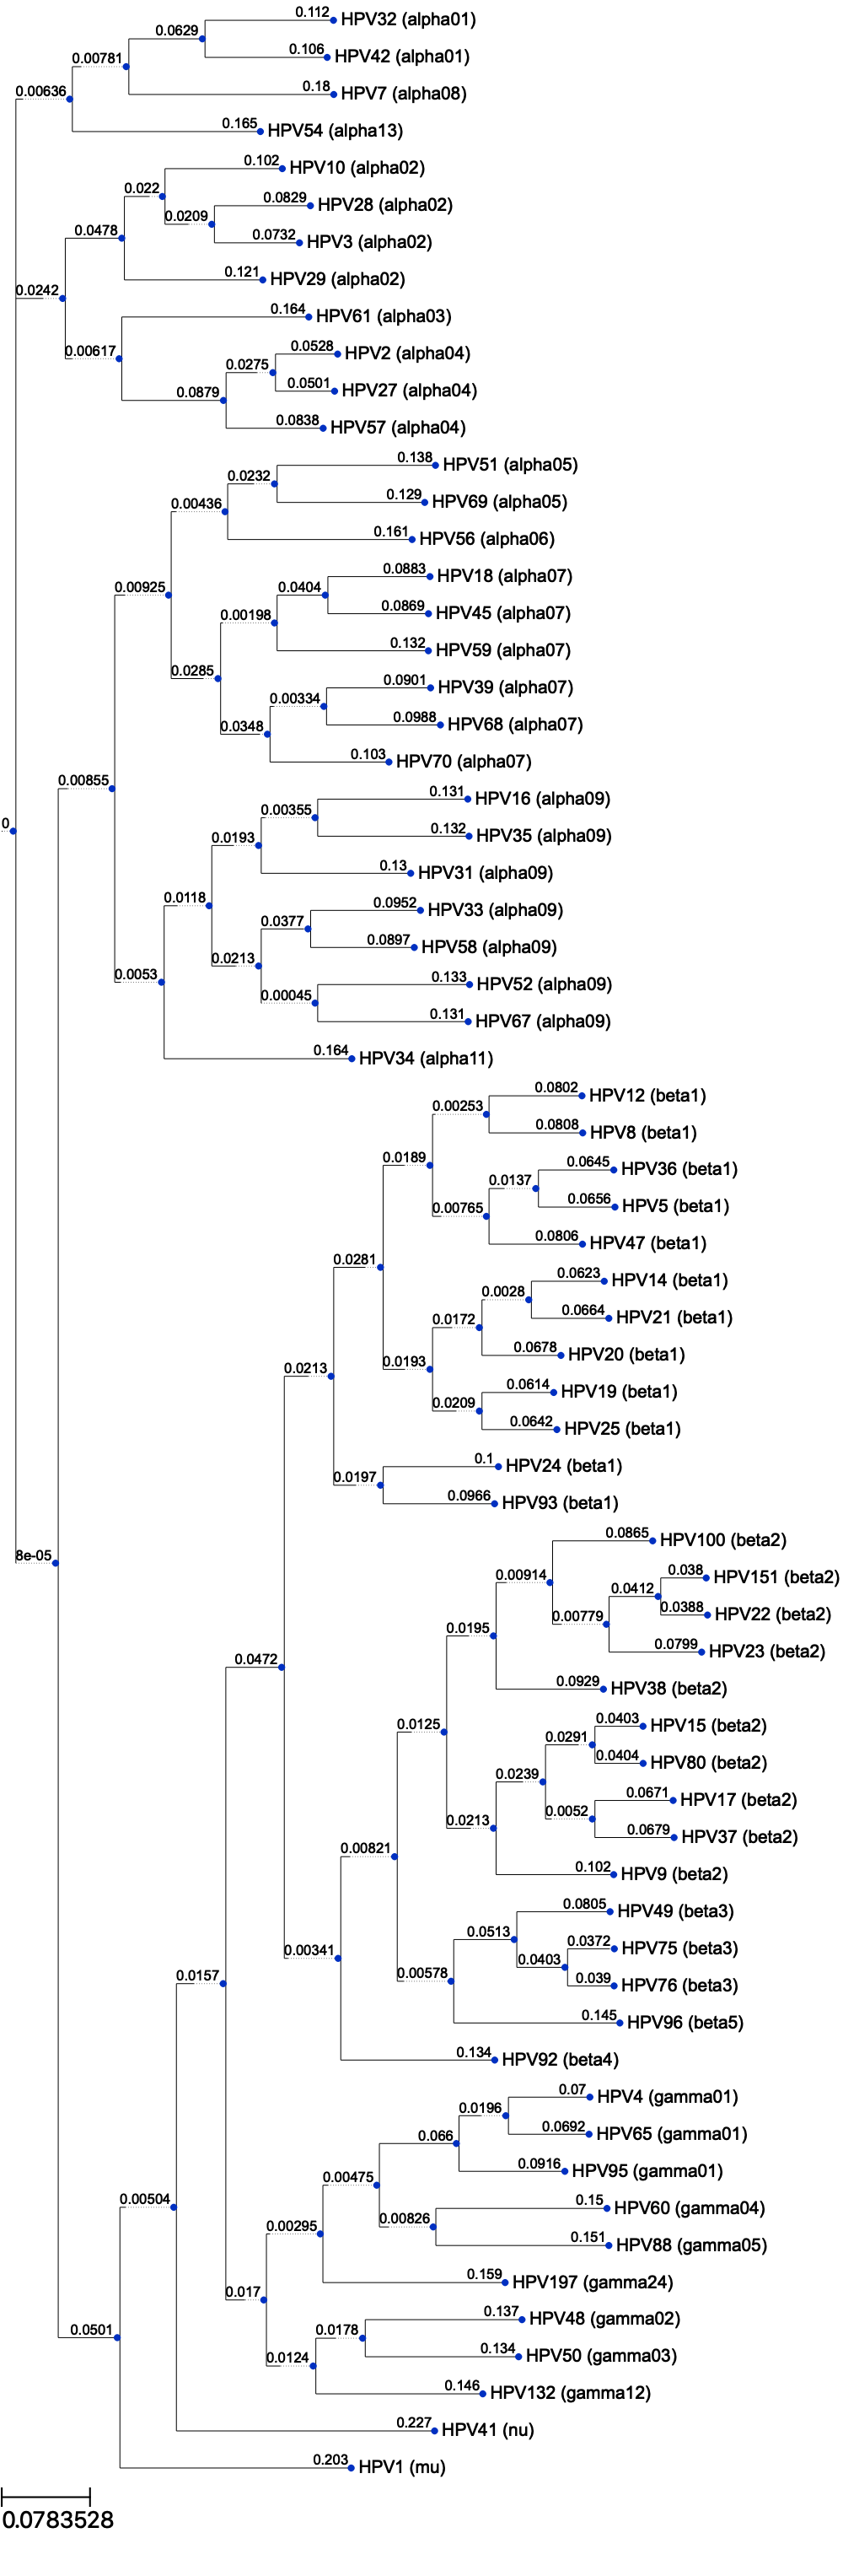 0.112 HPV32 (alpha01)
0.0629
0.106 HPV42 (alpha01)
0.00781
0.18 HPV7 (alpha08)
0.00636
0.165 HPV54 (alpha13)
0.102 HPV10 (alpha02)
0.022
0.0829 HPV28 (alpha02)
0.0209
0.0478
0.0732 HPV3 (alpha02)
0.121 HPV29 (alpha02)
0.0242
0.164 HPV61 (alpha03)
0.00617
0.0528 HPV2 (alpha04)
0.0275
0.0501 HPV27 (alpha04)
0.0879
0.0838 HPV57 (alpha04)
0.138 HPV51 (alpha05)
0.0232
0.129 HPV69 (alpha05)
0.00436
0.161 HPV56 (alpha06)
0.0883 HPV18 (alpha07)
0.00925
0.0404
0.0869 HPV45 (alpha07)
0.00198
0.132 HPV59 (alpha07)
0.0285
0.0901 HPV39 (alpha07)
0.00334
0.0988 HPV68 (alpha07)
0.0348
0.103 HPV70 (alpha07)
0.00855
0.131 HPV16 (alpha09)
0.00355
0
0.132 HPV35 (alpha09)
0.0193
0.13 HPV31 (alpha09)
0.0118
0.0952 HPV33 (alpha09)
0.0377
0.0897 HPV58 (alpha09)
0.0213
0.0053
0.133 HPV52 (alpha09)
0.00045
0.131 HPV67 (alpha09)
0.164 HPV34 (alpha11)
0.0802 HPV12 (beta1)
0.00253
0.0808 HPV8 (beta1)
0.0189
0.0645 HPV36 (beta1)
0.0137
0.0656 HPV5 (beta1)
0.00765
0.0806 HPV47 (beta1)
0.0281
0.0623 HPV14 (beta1)
0.0028
0.0664 HPV21 (beta1)
0.0172
0.0678 HPV20 (beta1)
0.0193
0.0213
0.0614 HPV19 (beta1)
0.0209
0.0642 HPV25 (beta1)
0.1 HPV24 (beta1)
0.0197
0.0966 HPV93 (beta1)
0.0865 HPV100 (beta2)
8e-05
0.00914
0.038 HPV151 (beta2)
0.0412
0.0388 HPV22 (beta2)
0.00779
0.0195
0.0799 HPV23 (beta2)
0.0472
0.0929 HPV38 (beta2)
0.0125
0.0403 HPV15 (beta2)
0.0291
0.0404 HPV80 (beta2)
0.0239
0.0671 HPV17 (beta2)
0.0052
0.0213
0.0679 HPV37 (beta2)
0.00821
0.102 HPV9 (beta2)
0.0805 HPV49 (beta3)
0.0513
0.0372 HPV75 (beta3)
0.00341
0.0403
0.00578
0.0157
0.039 HPV76 (beta3)
0.145 HPV96 (beta5)
0.134 HPV92 (beta4)
0.07 HPV4 (gamma01)
0.0196
0.0692 HPV65 (gamma01)
0.066
0.0916 HPV95 (gamma01)
0.00475
0.00504
0.15 HPV60 (gamma04)
0.00826
0.00295
0.151 HPV88 (gamma05)
0.159 HPV197 (gamma24)
0.017
0.137 HPV48 (gamma02)
0.0501
0.0178
0.134 HPV50 (gamma03)
0.0124
0.146 HPV132 (gamma12)
0.227 HPV41 (nu)
0.203 HPV1 (mu)
0.0783528